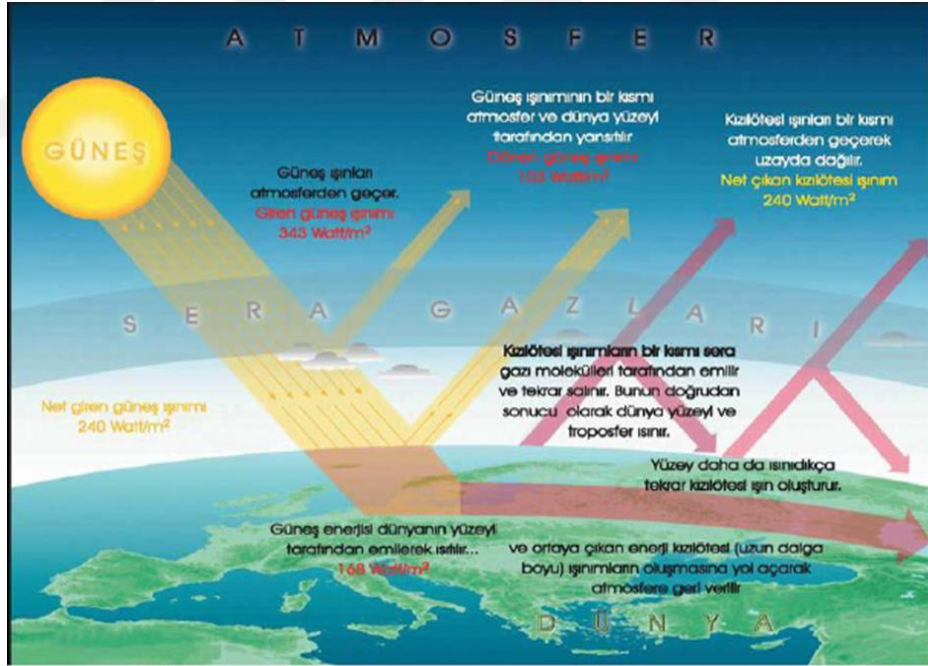 ATMOSFER
GÜNEŞ
Güneş ışınları
atmosferden geçer.
Giren güneş ışınımı
343 Watt/m²
Güneş ışınımının bir kısmı
atmosfer ve dünya yüzeyi
tarafından yansıtılır
Dönen güneş ışınımı
103 Watt/m²
Kızılötesi ışınları bir kısmı
atmosferden geçerek
uzayda dağılır.
Net çıkan kızılötesi ışınım
240 Watt/m²
SERA GAZLARI
Net giren güneş ışınımı
240 Watt/m²
Kızılötesi ışınımların bir kısmı sera
gazı molekülleri tarafından emilir
ve tekrar salınır. Bunun doğrudan
sonucu olarak dünya yüzeyi ve
troposfer ısınır.
Yüzey daha da ısınıdıkça
tekrar kızılötesi ışın oluşturur.
Güneş enerjisi dünyanın yüzeyi
tarafından emilerek ısıtılır...
168 Watt/m²
ve ortaya çıkan enerji kızılötesi (uzun dalga
boyu) ışınımların oluşmasına yol açarak
atmosfere geri verilir
DÜNYA